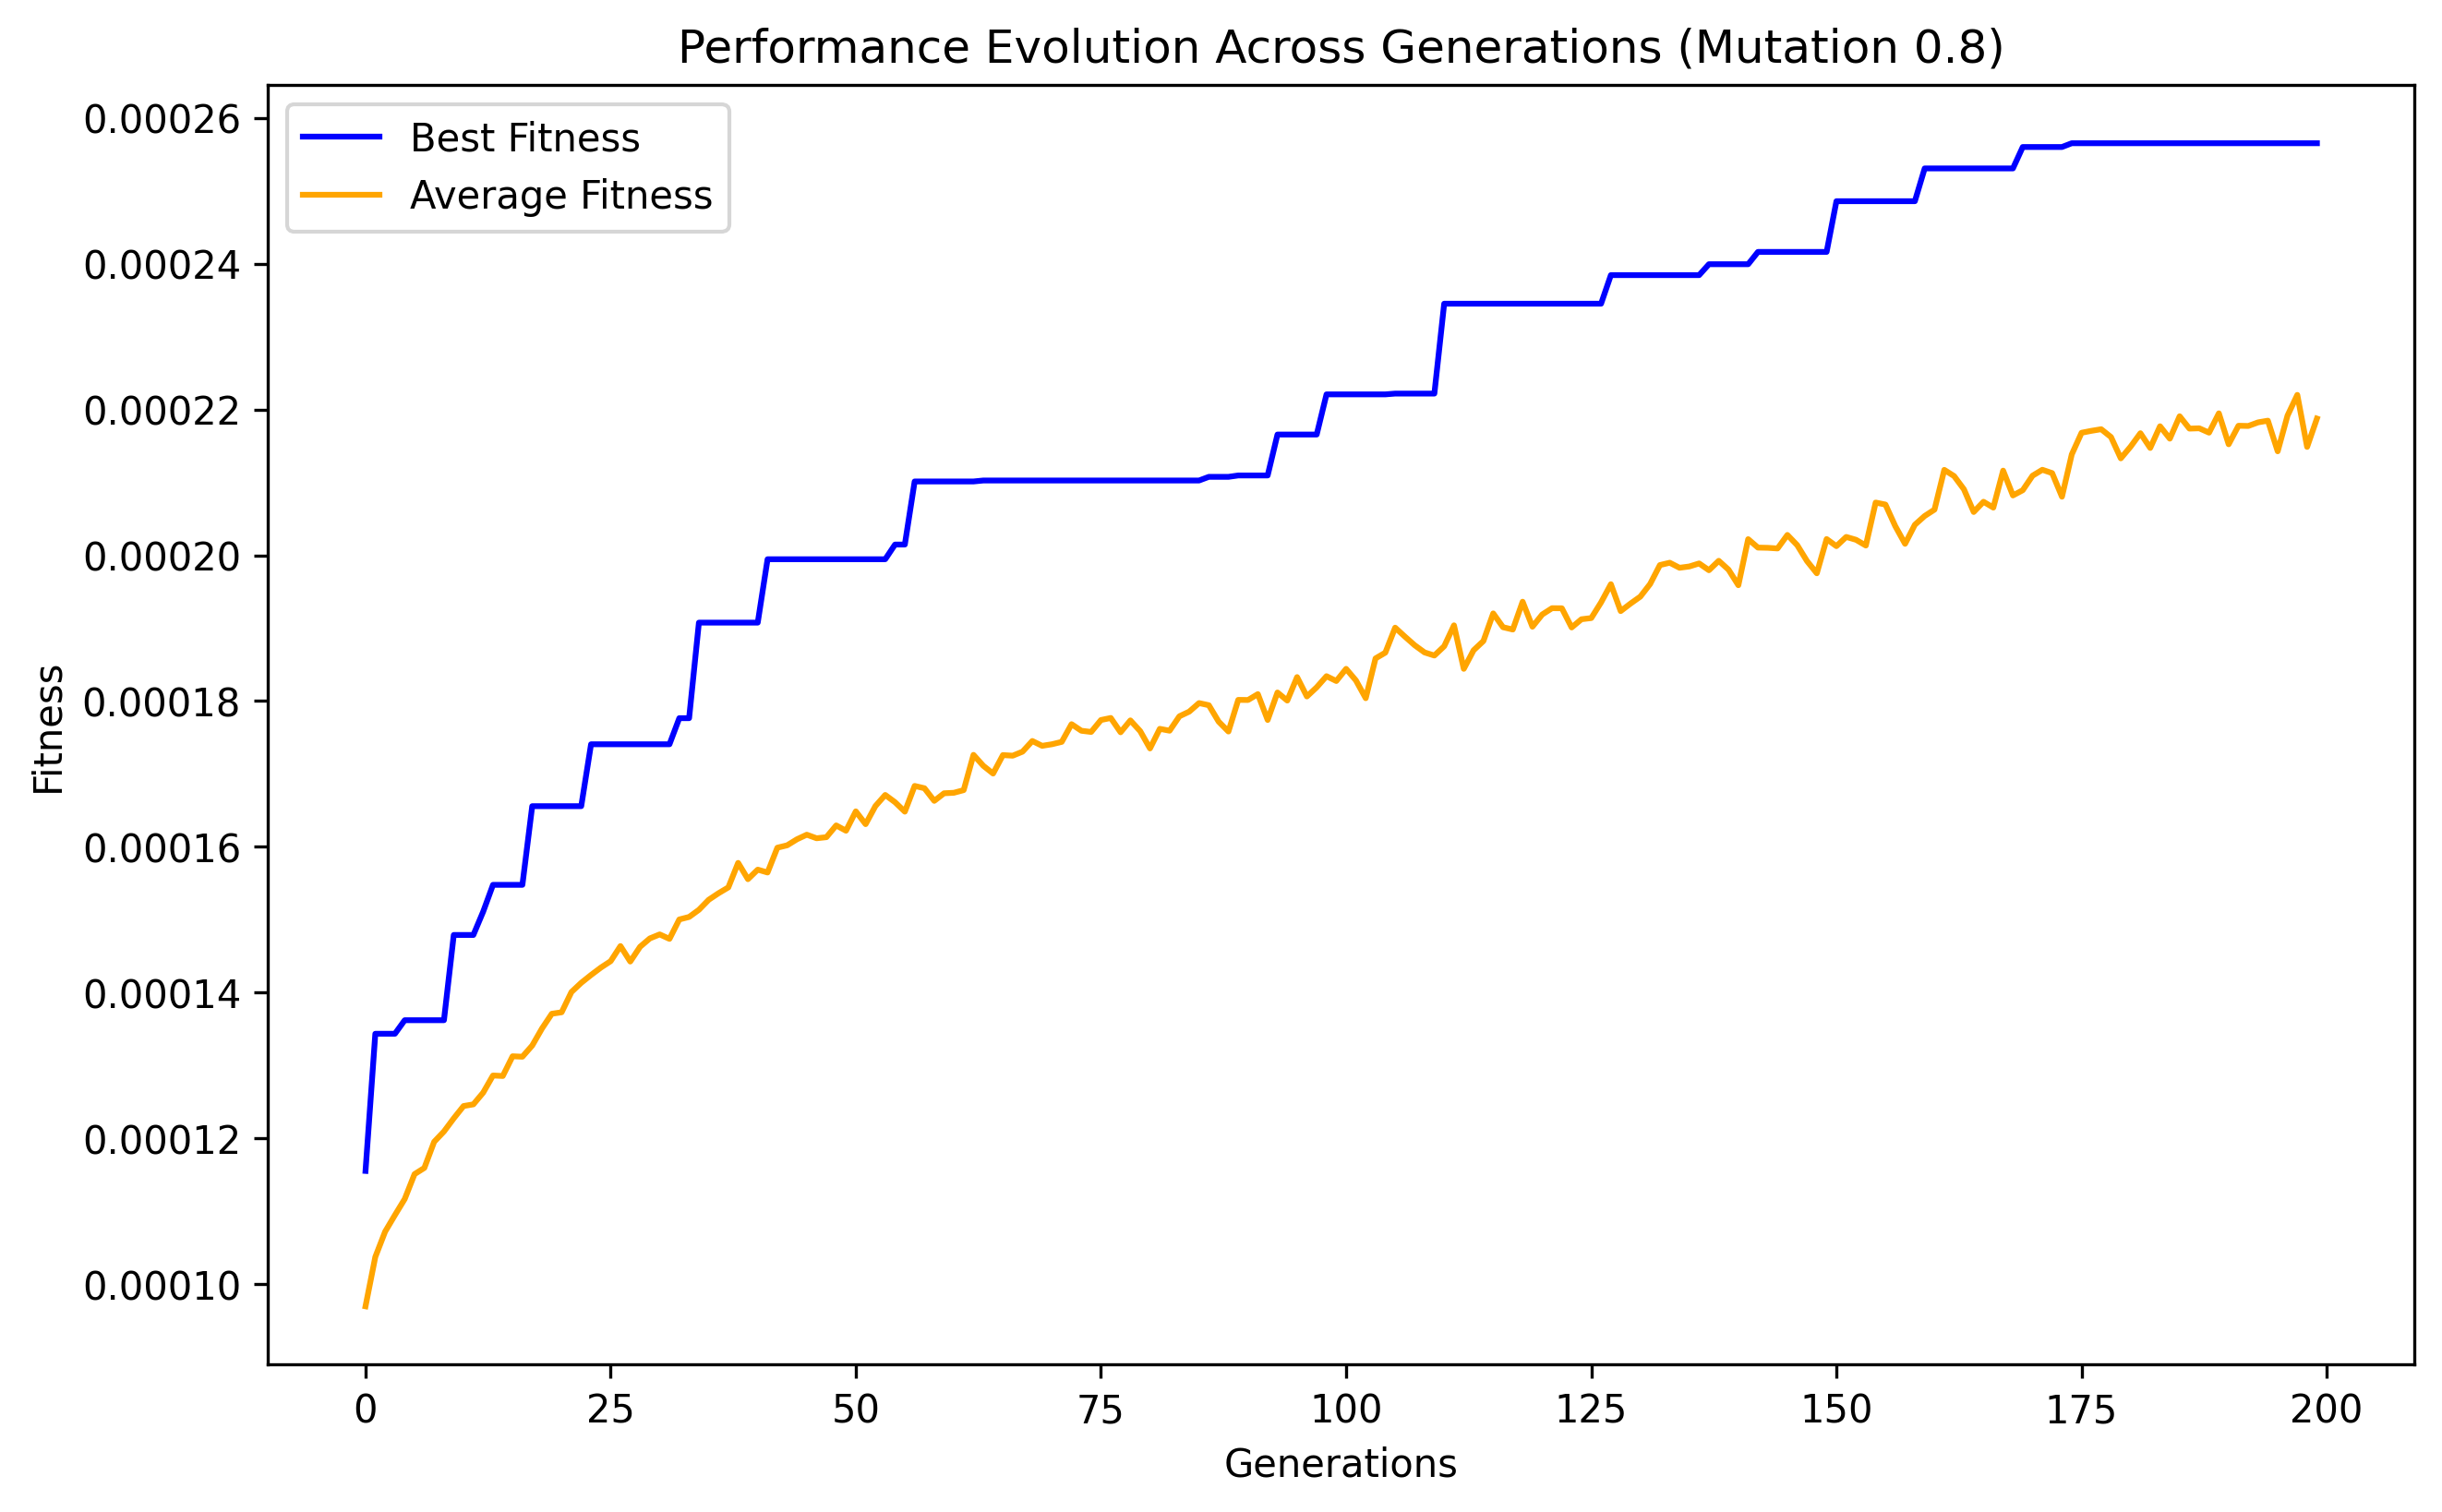 Performance Evolution Across Generations (Mutation 0.8)
Best Fitness
Average Fitness
0.00026
0.00024
0.00022
0.00020
0.00018
0.00016
0.00014
0.00012
0.00010
Fitness
0 25 50 75 100 125 150 175 200
Generations